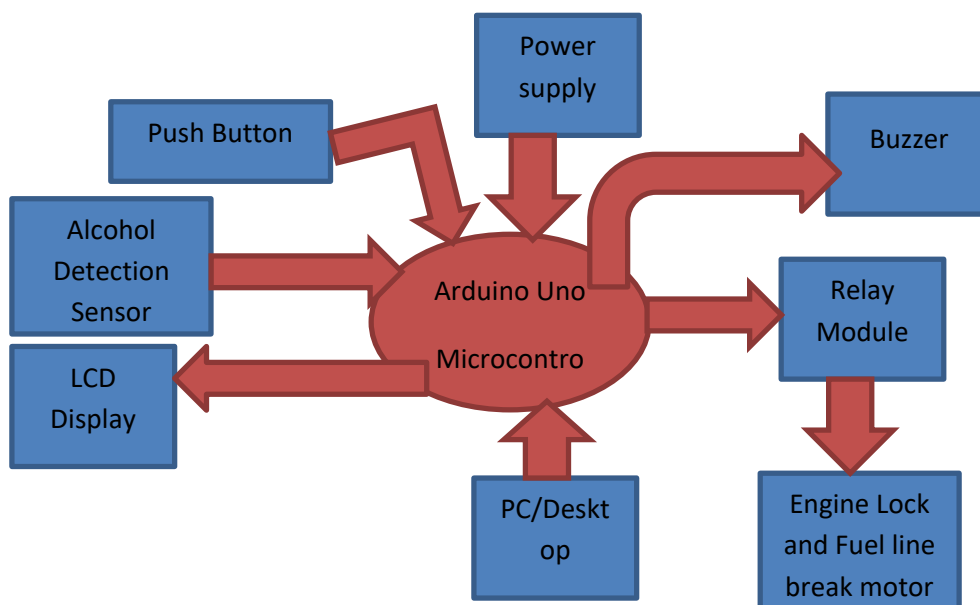 Power
supply
Push Button
Buzzer
Alcohol
Detection
Sensor
Arduino Uno
Microcontro
Relay
Module
LCD
Display
PC/Deskt
op
Engine Lock
and Fuel line
break motor